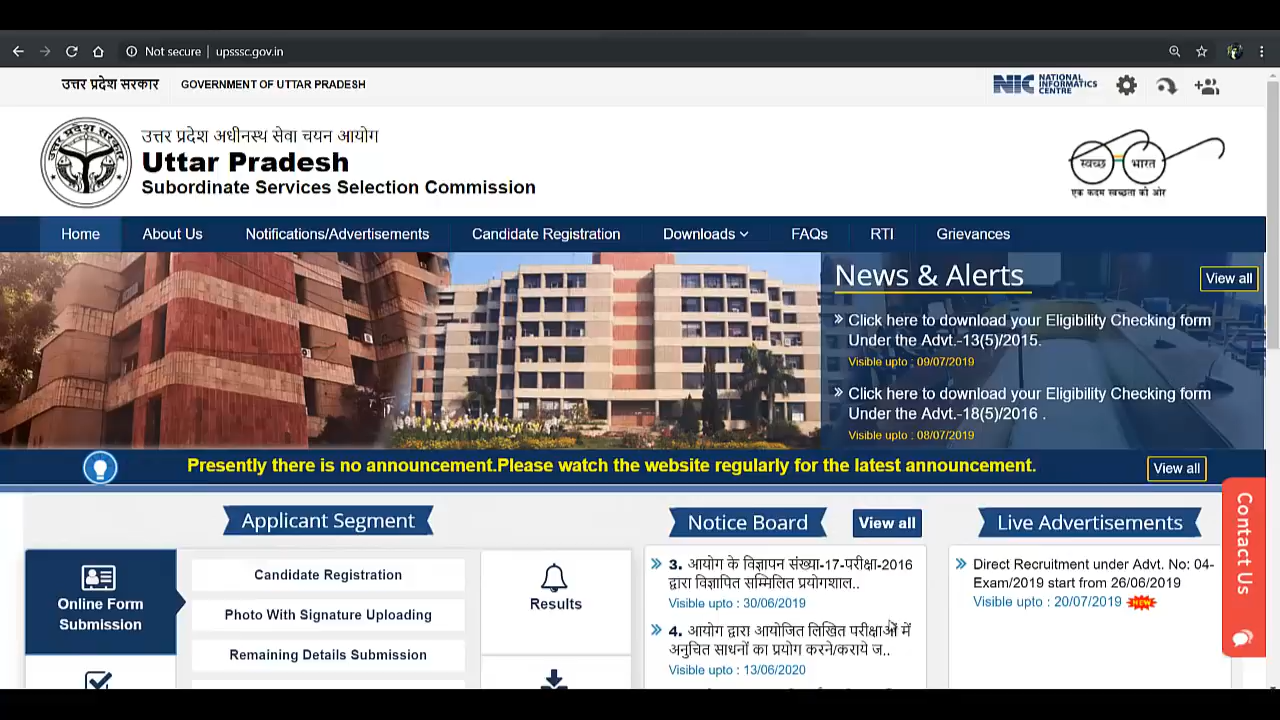 Not secure | upsssc.gov.in
उत्तर प्रदेश सरकार GOVERNMENT OF UTTAR PRADESH
NIC NATIONAL INFORMATICS CENTRE
उत्तर प्रदेश अधीनस्थ सेवा चयन आयोग
Uttar Pradesh
Subordinate Services Selection Commission
स्वच्छ भारत
एक कदम स्वच्छता की ओर
Home About Us Notifications/Advertisements Candidate Registration Downloads FAQs RTI Grievances
News & Alerts View all
Click here to download your Eligibility Checking form
Under the Advt.-13(5)/2015.
Visible upto : 09/07/2019
Click here to download your Eligibility Checking form
Under the Advt.-18(5)/2016 .
Visible upto : 08/07/2019
Presently there is no announcement.Please watch the website regularly for the latest announcement. View all
Applicant Segment
Online Form
Submission
Candidate Registration
Photo With Signature Uploading
Remaining Details Submission
Results
Notice Board View all
3. आयोग के विज्ञापन संख्या-17-परीक्षा-2016
द्वारा विज्ञापित सम्मिलित प्रयोगशाल..
Visible upto : 30/06/2019
4. आयोग द्वारा आयोजित लिखित परीक्षाओं में
अनुचित साधनों का प्रयोग करने/कराये ज..
Visible upto : 13/06/2020
Live Advertisements
Direct Recruitment under Advt. No: 04-
Exam/2019 start from 26/06/2019
Visible upto : 20/07/2019 NEW
Contact Us